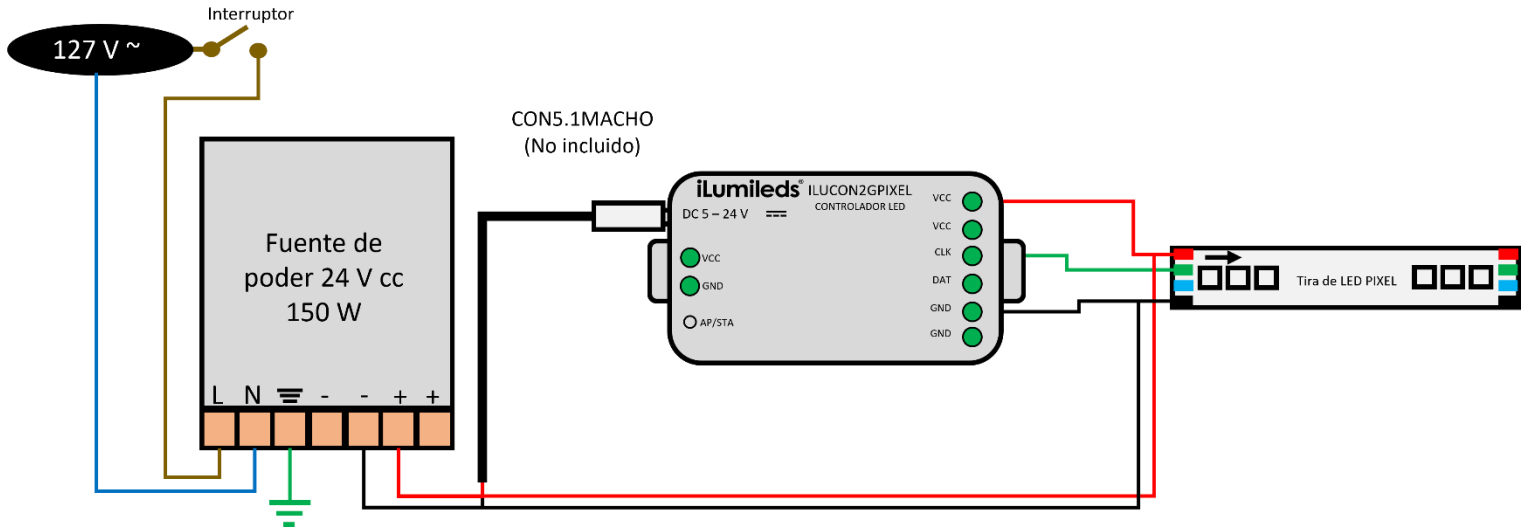 Interruptor
127 V ~
CON5.1MACHO
(No incluido)
Fuente de
poder 24 V cc
150 W
L N - - + +
iLumileds® ILUCON2GPIXEL
CONTROLADOR LED
DC 5 – 24 V
VCC
GND
AP/STA
VCC
VCC
CLK
DAT
GND
GND
Tira de LED PIXEL